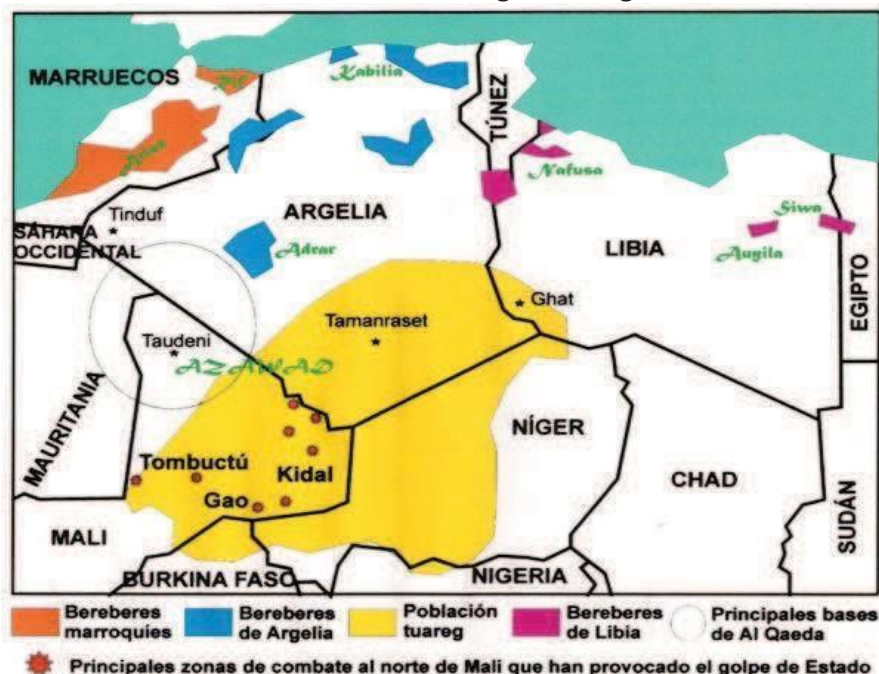 MARRUECOS
Rif
Kabilia
TÚNEZ
Atlas
Nafusa
Tinduf
ARGELIA
Siwa
SÁHARA
OCCIDENTAL
Adrar
LIBIA
Auyila
EGIPTO
Ghat
Tamanraset
Taudeni
AZAWAD
MAURITANIA
NÍGER
Tombuctú
Kidal
CHAD
Gao
SUDÁN
MALI
BURKINA FASO
NIGERIA
Bereberes
marroquíes
Bereberes
de Argelia
Población
tuareg
Bereberes
de Libia
Principales bases
de Al Qaeda
Principales zonas de combate al norte de Mali que han provocado el golpe de Estado